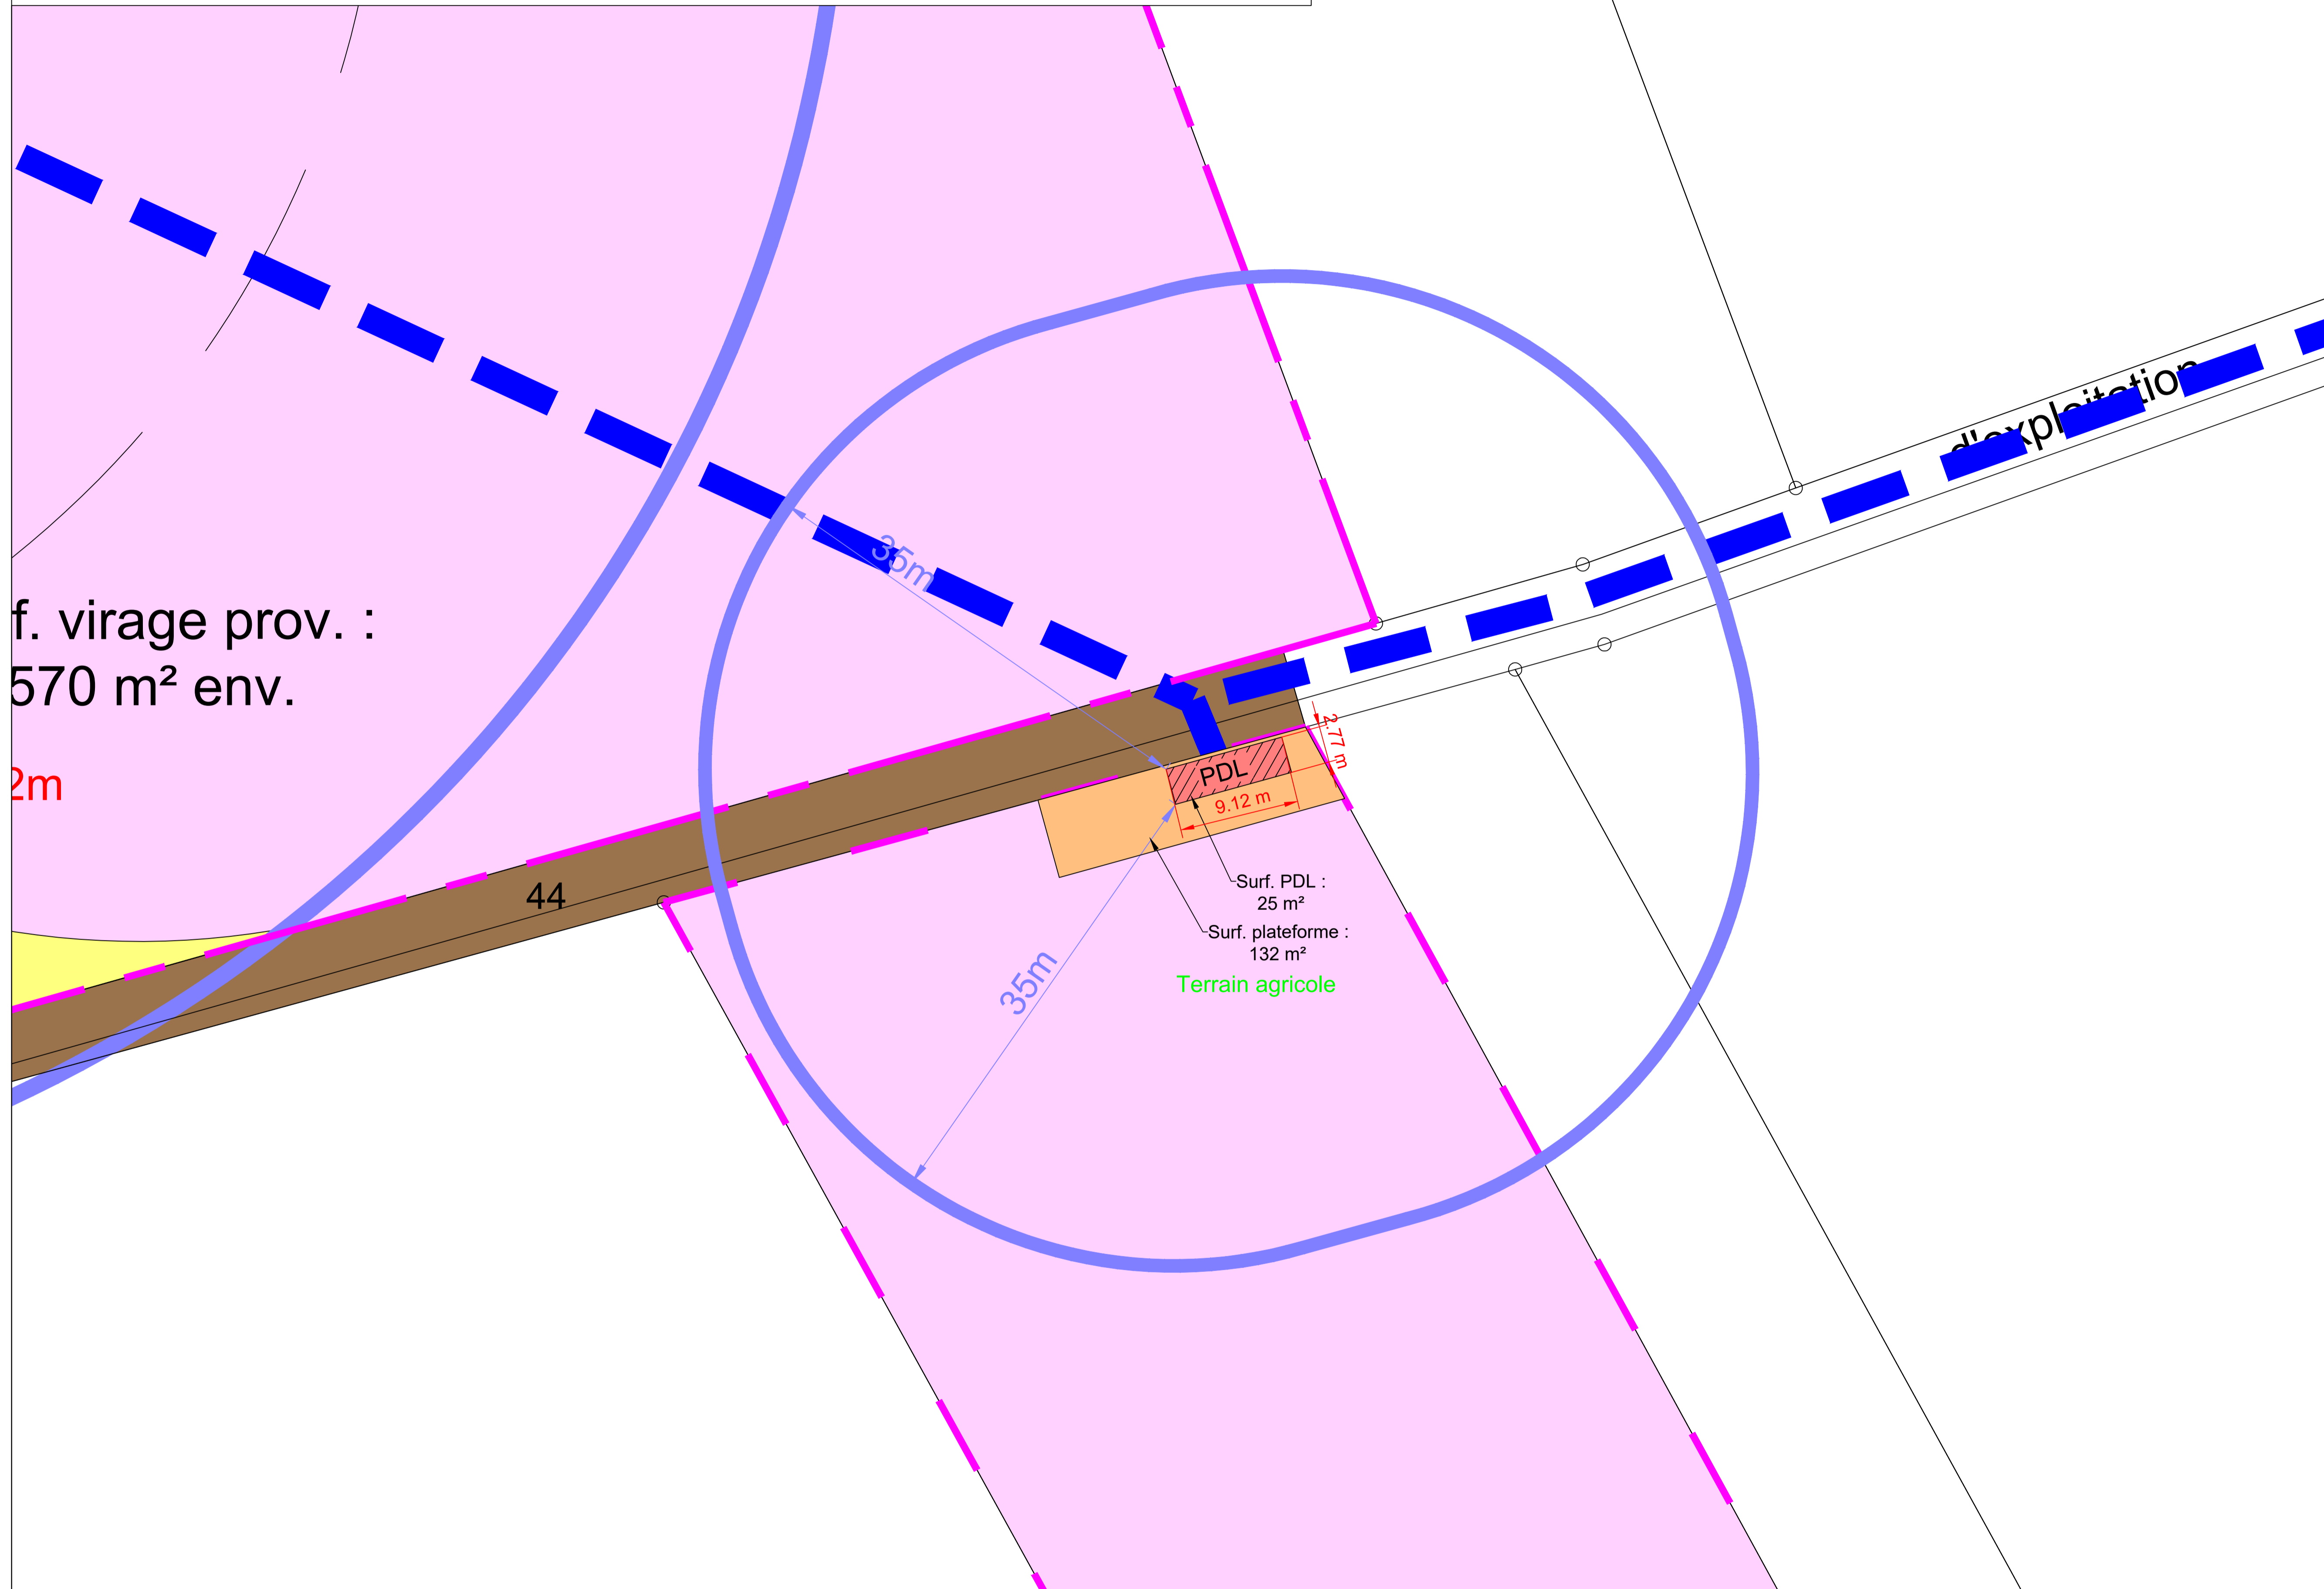 d'exploitation
35m
f. virage prov. :
570 m² env.
2m
2.77 m
PDL
9.12 m
44
Surf. PDL :
25 m²
Surf. plateforme :
132 m²
Terrain agricole
35m